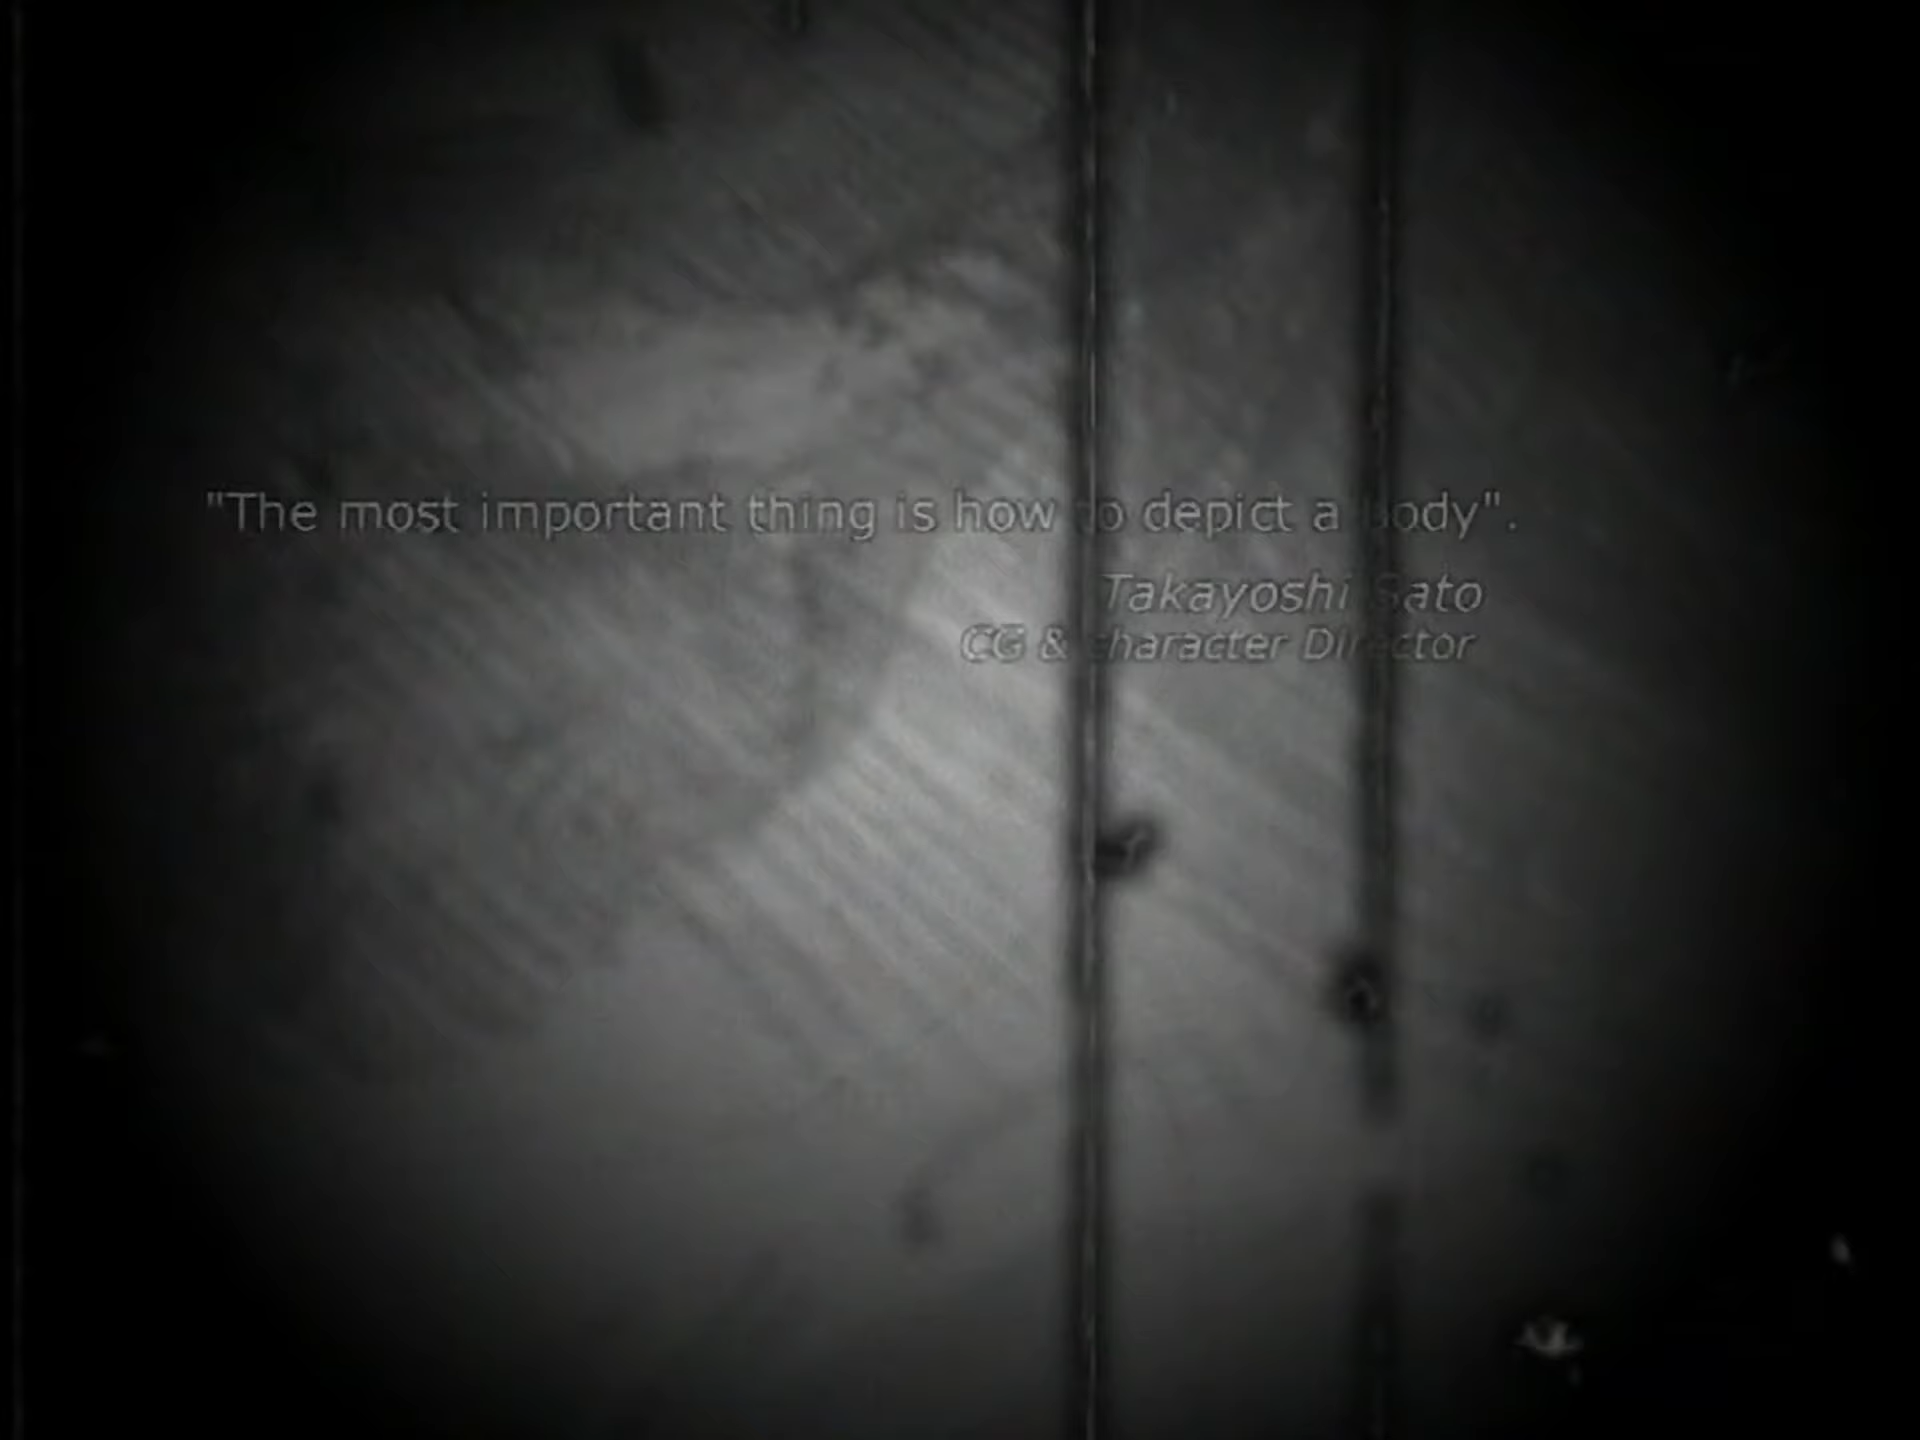 "The most important thing is how to depict a body".
Takayoshi Sato
CG & character Director